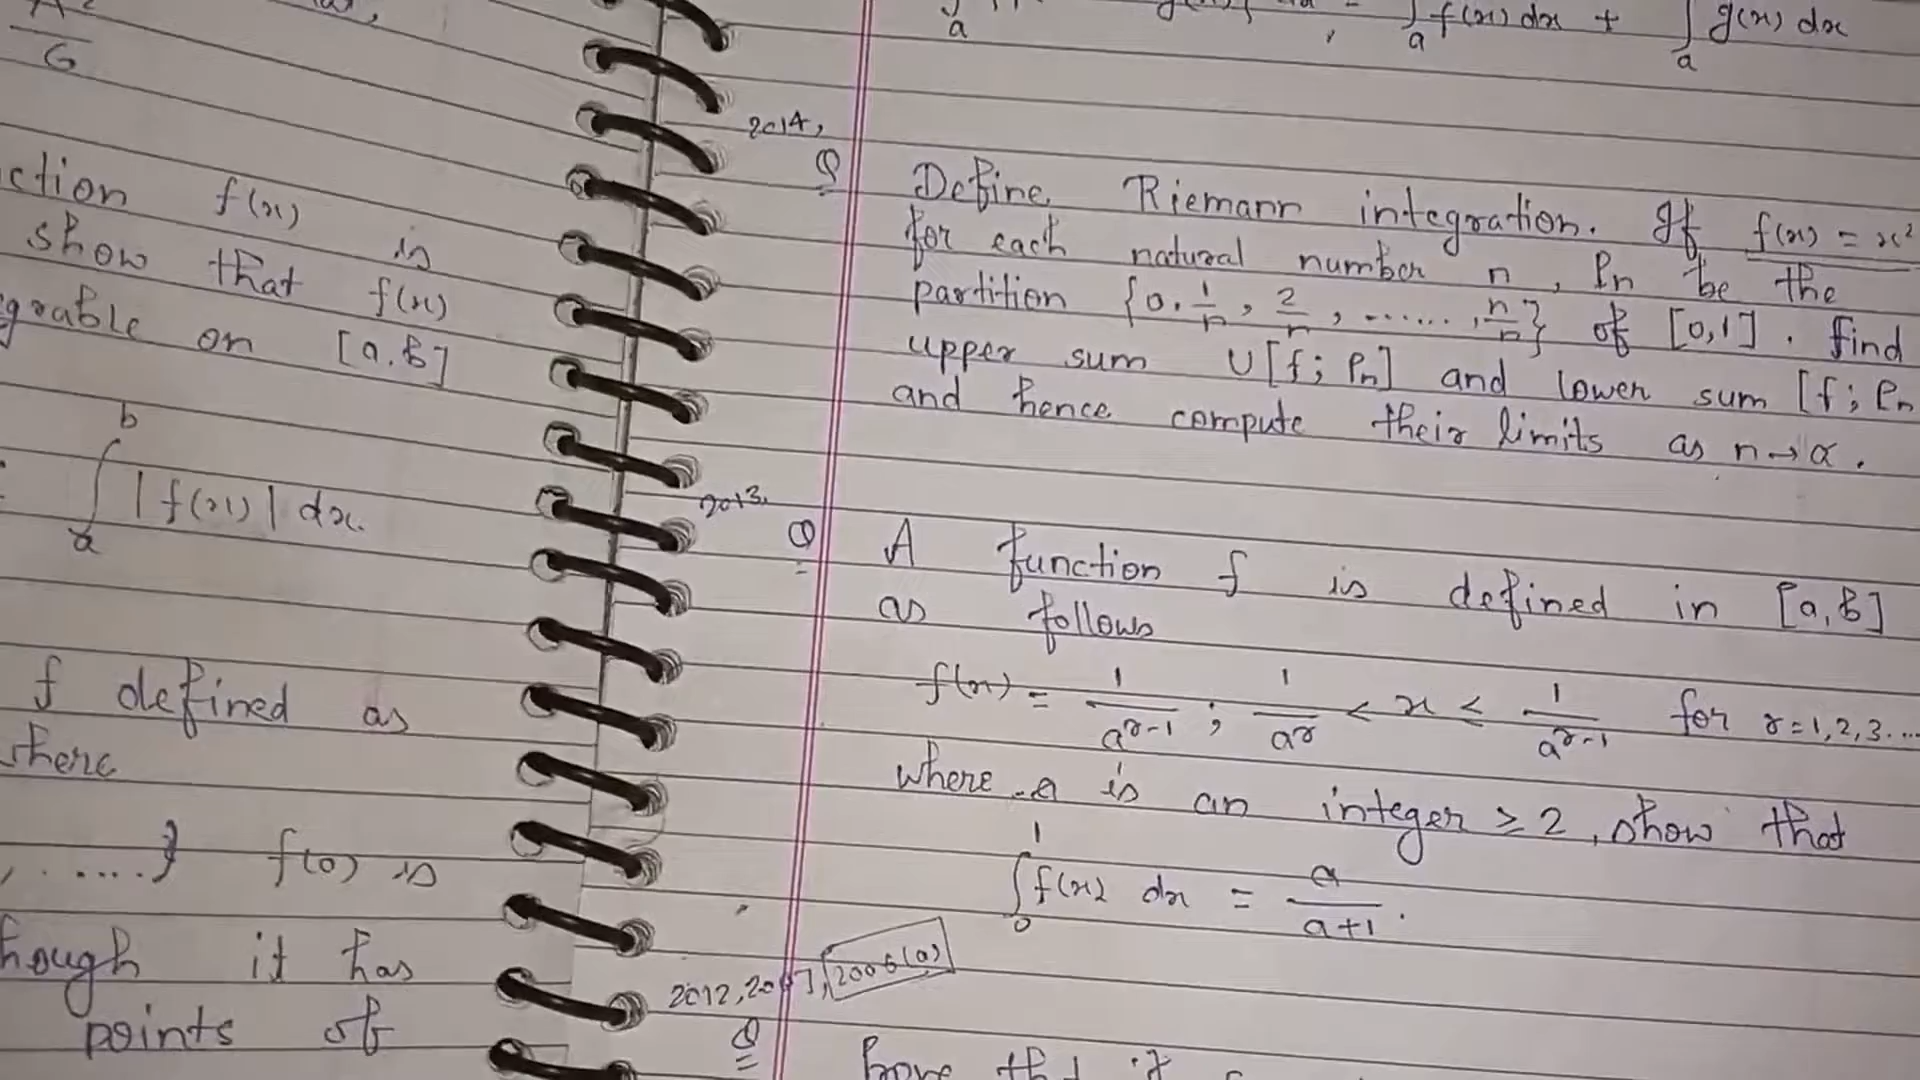 6
ction f(x) is
show that f(x)
grable on [a,b]
b
∫ |f(x)| dx.
a
f defined as
there
, .....} f(0) is
hough it has
points of
∫ f(x) dx + ∫ g(x) dx
a a a
2014,
Q Define Riemann integration. If f(x) = x²
for each natural number n, Pn be the
partition {0, 1/n, 2/n, ......, n/n} of [0,1]. find
upper sum U[f; Pn] and lower sum [f; Pn
and hence compute their limits as n→α.
2013,
Q A function f is defined in [a,b]
as follows
f(x) = 1/a^(r-1) ; 1/a^r < x ≤ 1/a^(r-1) for r=1,2,3....
where a is an integer ≥ 2, show that
∫₀¹ f(x) dx = a/(a+1).
2012, 2006(a)
Q